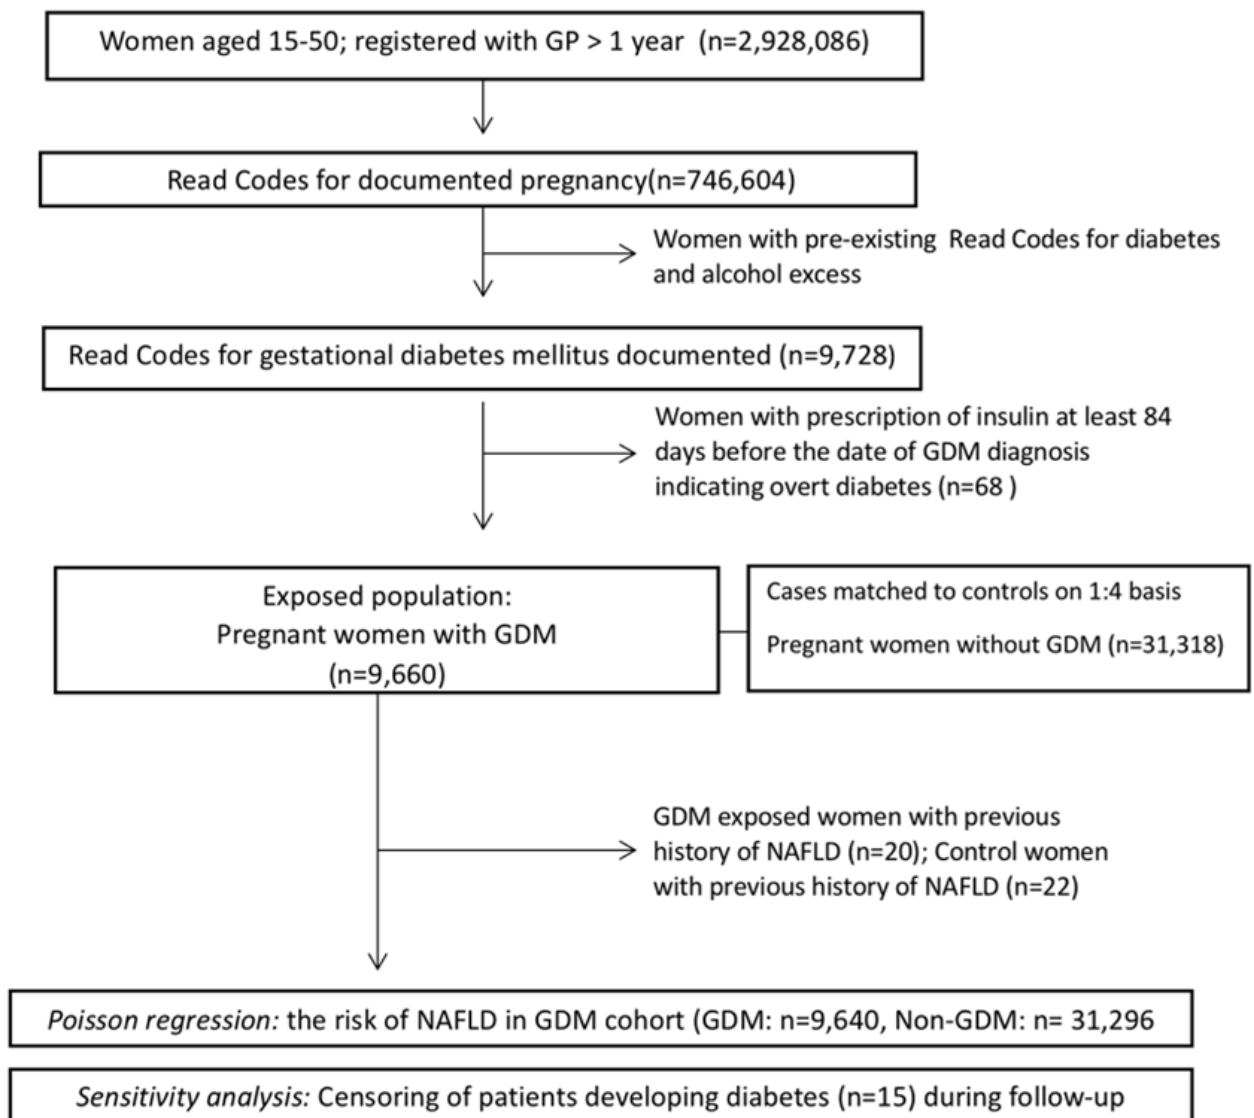 Women aged 15-50; registered with GP > 1 year (n=2,928,086)
Read Codes for documented pregnancy(n=746,604)
Women with pre-existing Read Codes for diabetes
and alcohol excess
Read Codes for gestational diabetes mellitus documented (n=9,728)
Women with prescription of insulin at least 84
days before the date of GDM diagnosis
indicating overt diabetes (n=68 )
Exposed population:
Pregnant women with GDM
(n=9,660)
Cases matched to controls on 1:4 basis
Pregnant women without GDM (n=31,318)
GDM exposed women with previous
history of NAFLD (n=20); Control women
with previous history of NAFLD (n=22)
Poisson regression: the risk of NAFLD in GDM cohort (GDM: n=9,640, Non-GDM: n= 31,296
Sensitivity analysis: Censoring of patients developing diabetes (n=15) during follow-up